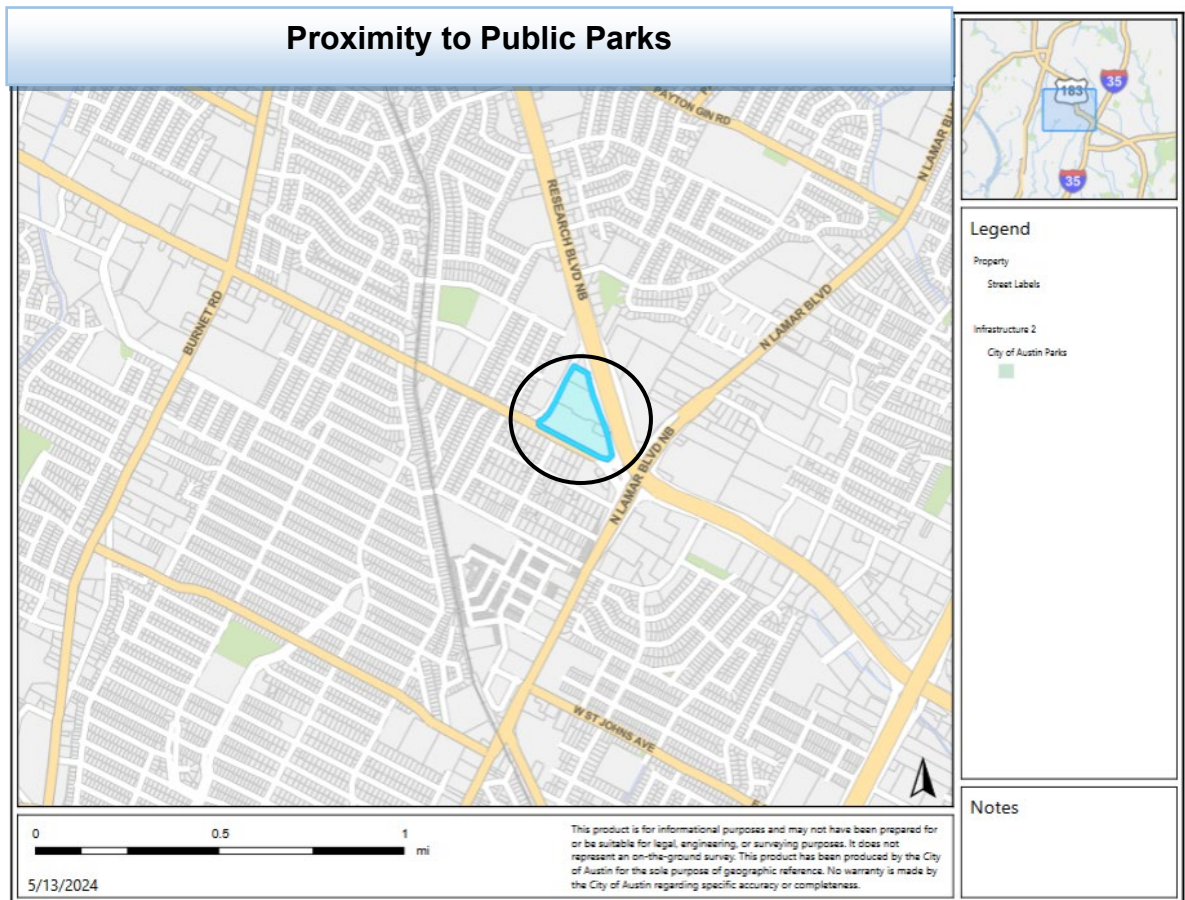 Proximity to Public Parks
PAYTON GIN RD
N LAMAR BL
RESEARCH BLVD NB
BURNET RD
N LAMAR BLVD
N LAMAR BLVD NB
W ST JOHNS AVE
183
35
35
Legend
Property
Street Labels
Infrastructure 2
City of Austin Parks
Notes
0 0.5 1
mi
5/13/2024
This product is for informational purposes and may not have been prepared for
or be suitable for legal, engineering, or surveying purposes. It does not
represent an on-the-ground survey. This product has been produced by the City
of Austin for the sole purpose of geographic reference. No warranty is made by
the City of Austin regarding specific accuracy or completeness.